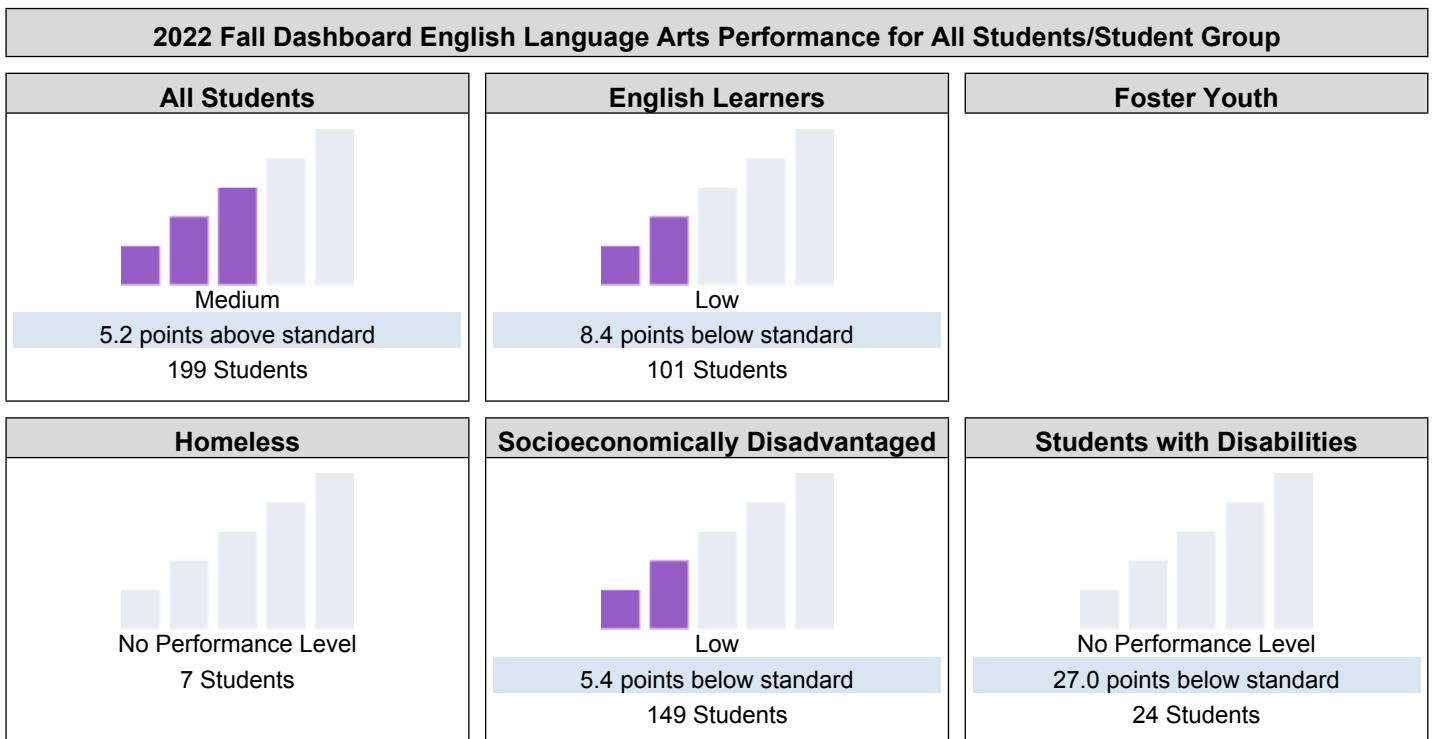 2022 Fall Dashboard English Language Arts Performance for All Students/Student Group
All Students
Medium
5.2 points above standard
199 Students
English Learners
Low
8.4 points below standard
101 Students
Foster Youth
Homeless
No Performance Level
7 Students
Socioeconomically Disadvantaged
Low
5.4 points below standard
149 Students
Students with Disabilities
No Performance Level
27.0 points below standard
24 Students